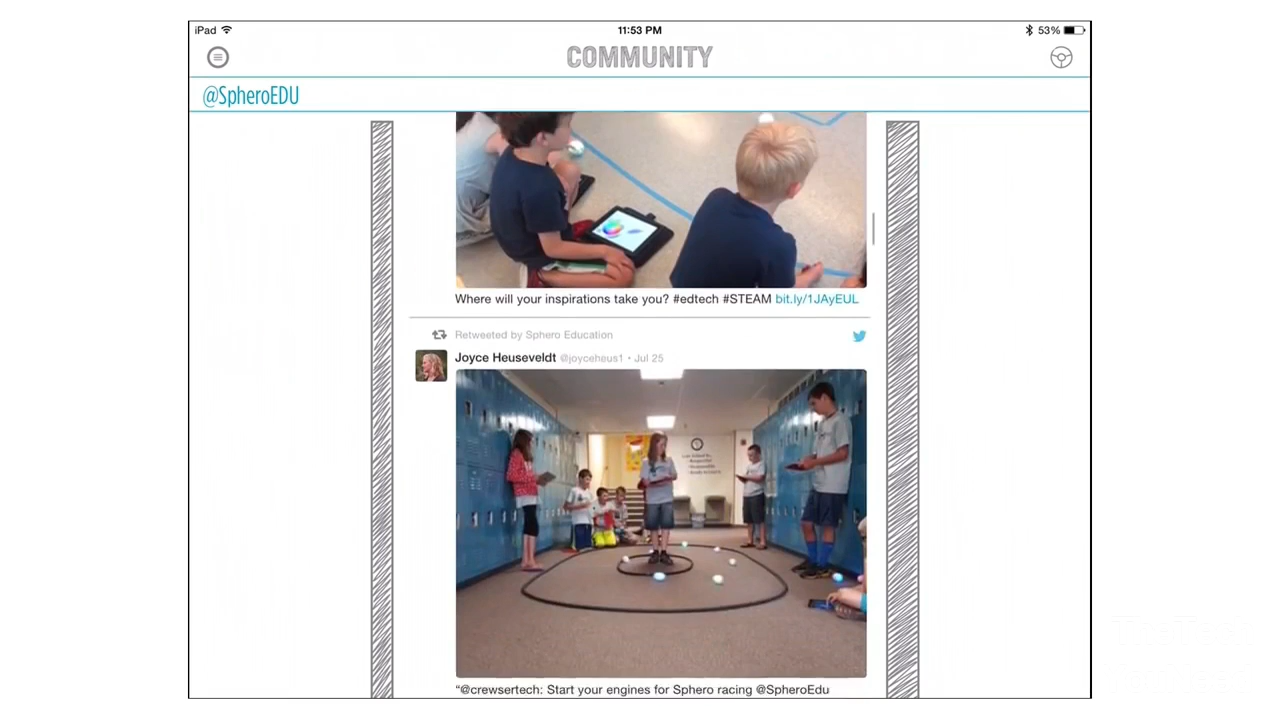 iPad 11:53 PM 53%
COMMUNITY
@SpheroEDU
Where will your inspirations take you? #edtech #STEAM bit.ly/1JAyEUL
Retweeted by Sphero Education
Joyce Heuseveldt @joyceheus1 • Jul 25
"@crewsertech: Start your engines for Sphero racing @SpheroEdu